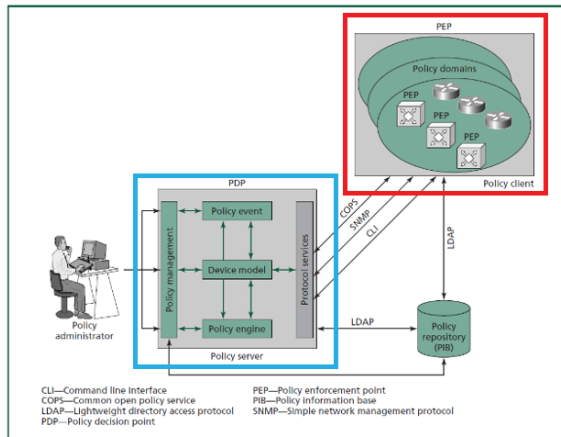 PEP
Policy domains
PEP
PEP
PEP
Policy client
PDP
COPS
SNMP
CLI
LDAP
Policy management
Policy event
Device model
Policy engine
Protocol services
Policy server
Policy
administrator
LDAP
Policy
repository
(PIB)
CLI—Command line interface
COPS—Common open policy service
LDAP—Lightweight directory access protocol
PDP—Policy decision point
PEP—Policy enforcement point
PIB—Policy information base
SNMP—Simple network management protocol